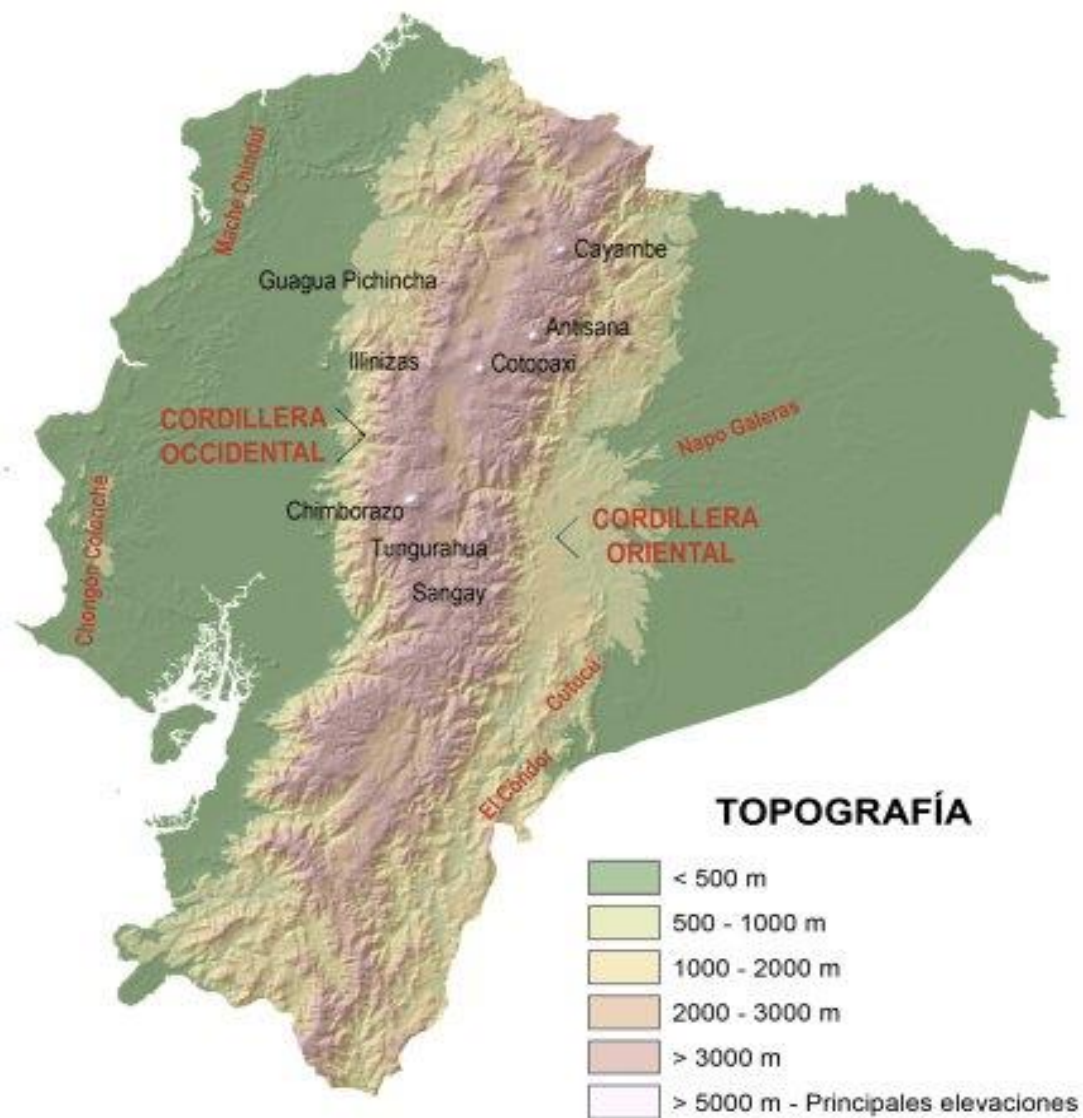 Mache Chindul
Cayambe
Guagua Pichincha
Antisana
Illinizas
Cotopaxi
CORDILLERA
OCCIDENTAL
Napo Galeras
Chimborazo
CORDILLERA
ORIENTAL
Tungurahua
Chongón Colonche
Sangay
Cutucú
El Cóndor
TOPOGRAFÍA
< 500 m
500 - 1000 m
1000 - 2000 m
2000 - 3000 m
> 3000 m
> 5000 m - Principales elevaciones